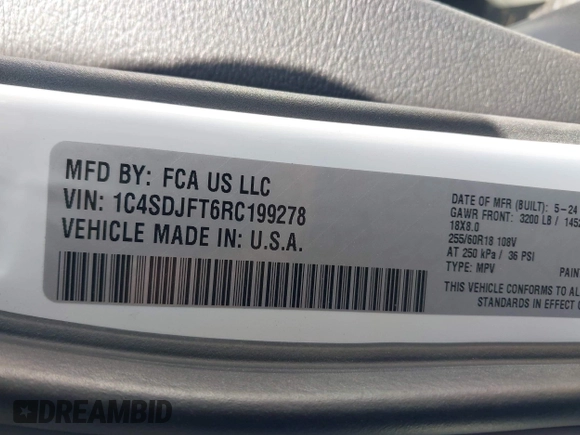 MFD BY: FCA US LLC
VIN: 1C4SDJFT6RC199278
VEHICLE MADE IN: U.S.A.
DATE OF MFR (BUILT): 5-24
GAWR FRONT: 3200 LB / 1452
18X8.0
255/60R18 108V
AT 250 kPa / 36 PSI
TYPE: MPV
THIS VEHICLE CONFORMS TO
STANDARDS IN EFFECT
DREAMBID